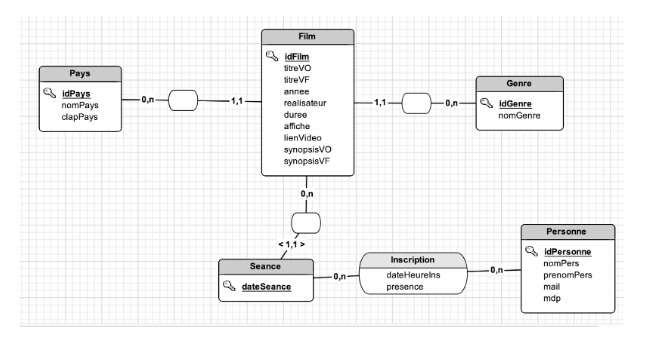 Film
idFilm
titreVO
titreVF
annee
realisateur
duree
affiche
lienVideo
synopsisVO
synopsisVF
Pays
idPays
nomPays
clapPays
0,n
1,1
1,1
0,n
Genre
idGenre
nomGenre
0,n
< 1,1 >
Seance
dateSeance
0,n
Inscription
dateHeureIns
presence
0,n
Personne
idPersonne
nomPers
prenomPers
mail
mdp